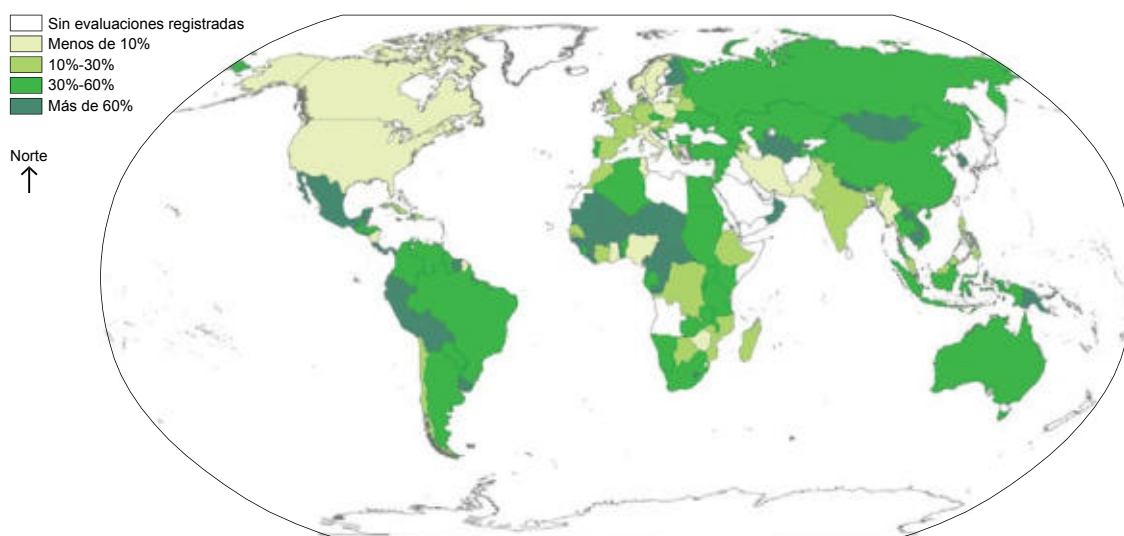 Sin evaluaciones registradas
Menos de 10%
10%-30%
30%-60%
Más de 60%
Norte